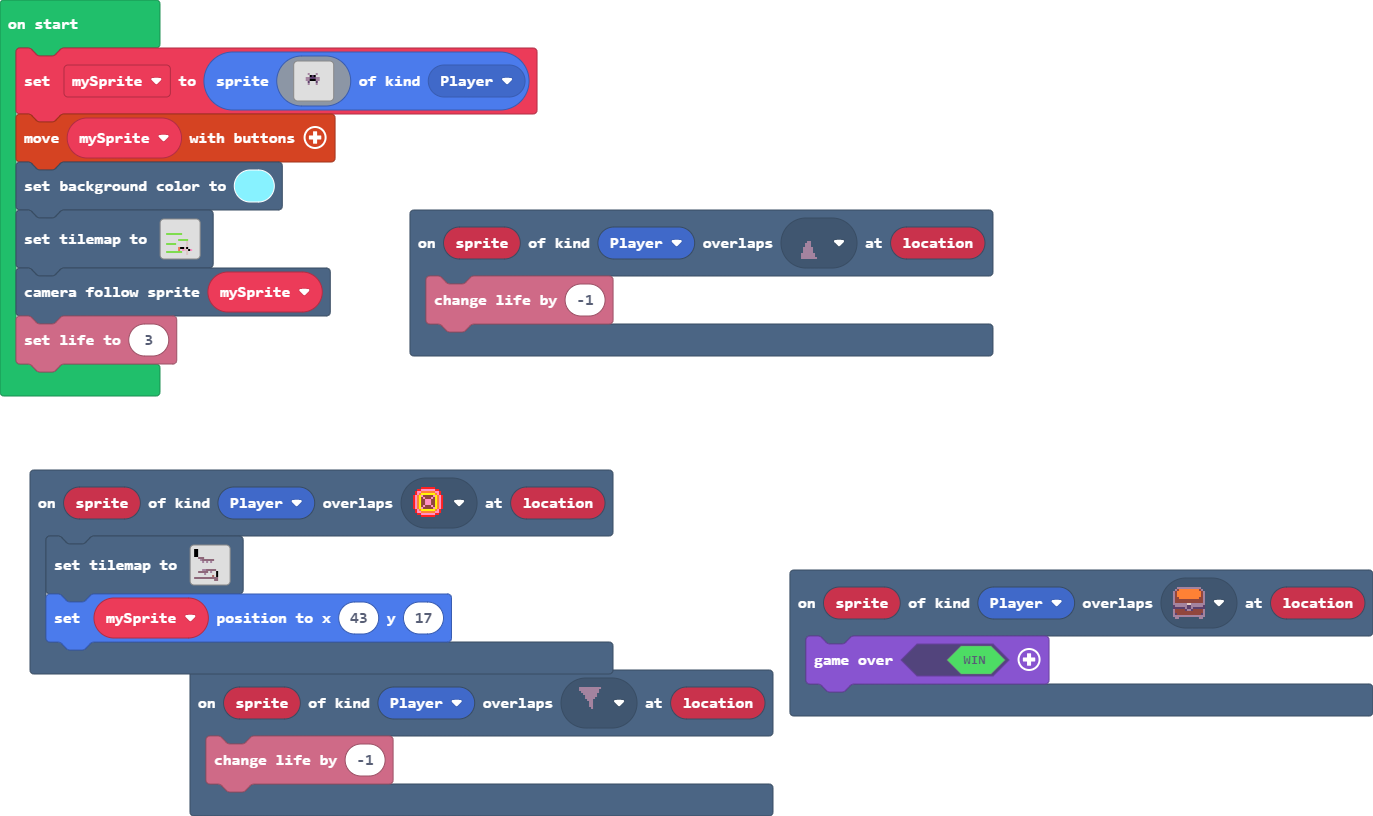 on start
set mySprite to sprite of kind Player
move mySprite with buttons
set background color to
set tilemap to
camera follow sprite mySprite
set life to 3
on sprite of kind Player overlaps at location
change life by -1
on sprite of kind Player overlaps at location
set tilemap to
set mySprite position to x 43 y 17
on sprite of kind Player overlaps at location
game over WIN
on sprite of kind Player overlaps at location
change life by -1